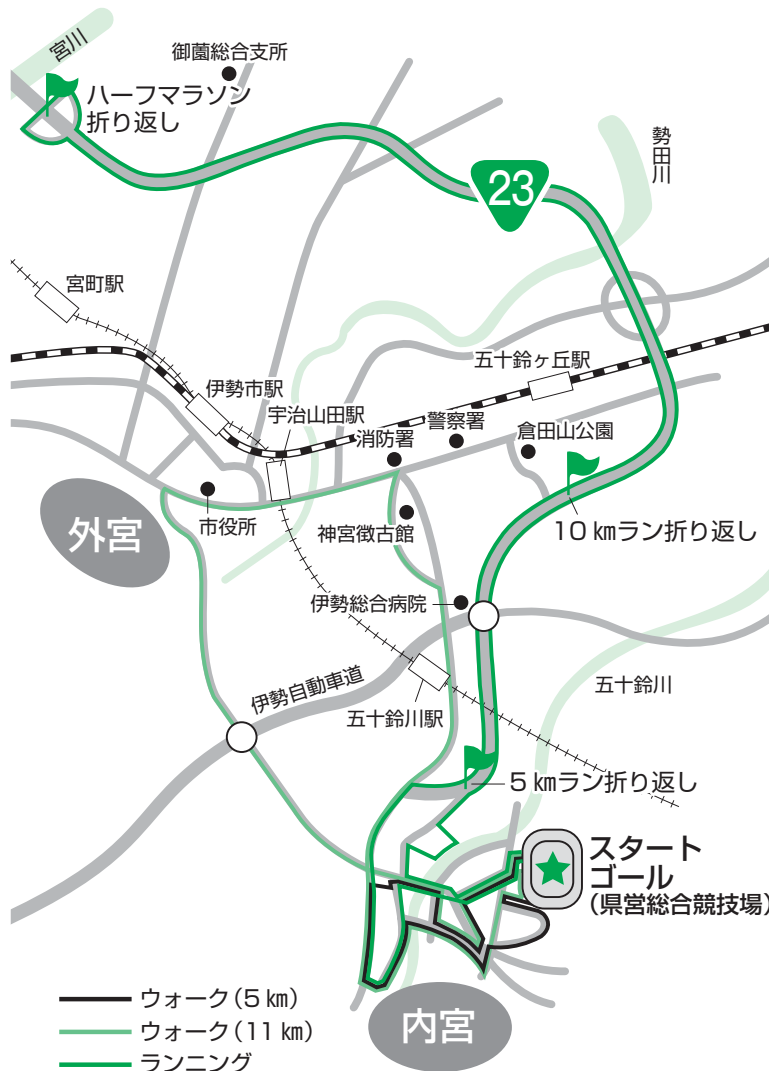 宮川
御薗総合支所
ハーフマラソン
折り返し
勢田川
23
宮町駅
五十鈴ヶ丘駅
伊勢市駅
宇治山田駅
警察署
消防署
倉田山公園
外宮
市役所
神宮徴古館
10㎞ラン折り返し
伊勢総合病院
伊勢自動車道
五十鈴川
五十鈴川駅
5㎞ラン折り返し
スタート
ゴール
(県営総合競技場)
ウォーク(5㎞)
ウォーク(11㎞)
ランニング
内宮